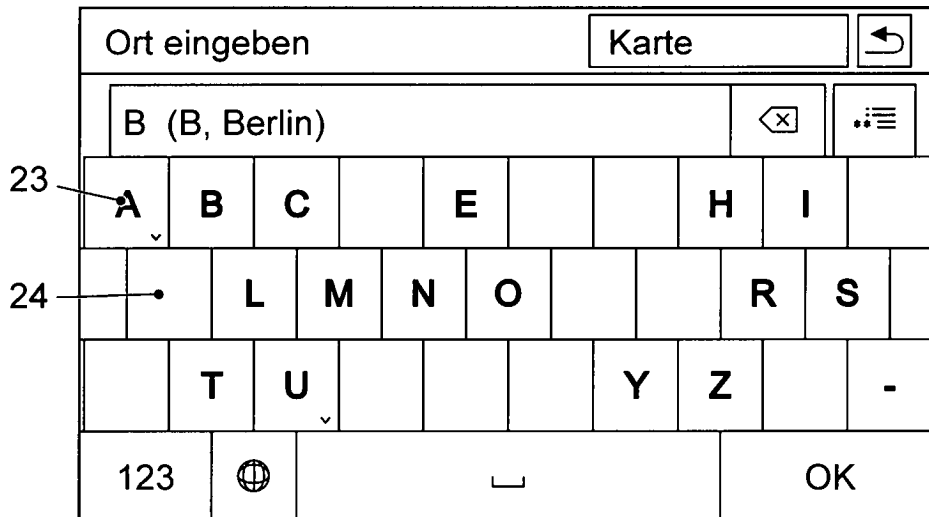 Ort eingeben Karte
B (B, Berlin)
23 A B C E H I
24 L M N O R S
T U Y Z -
123 OK